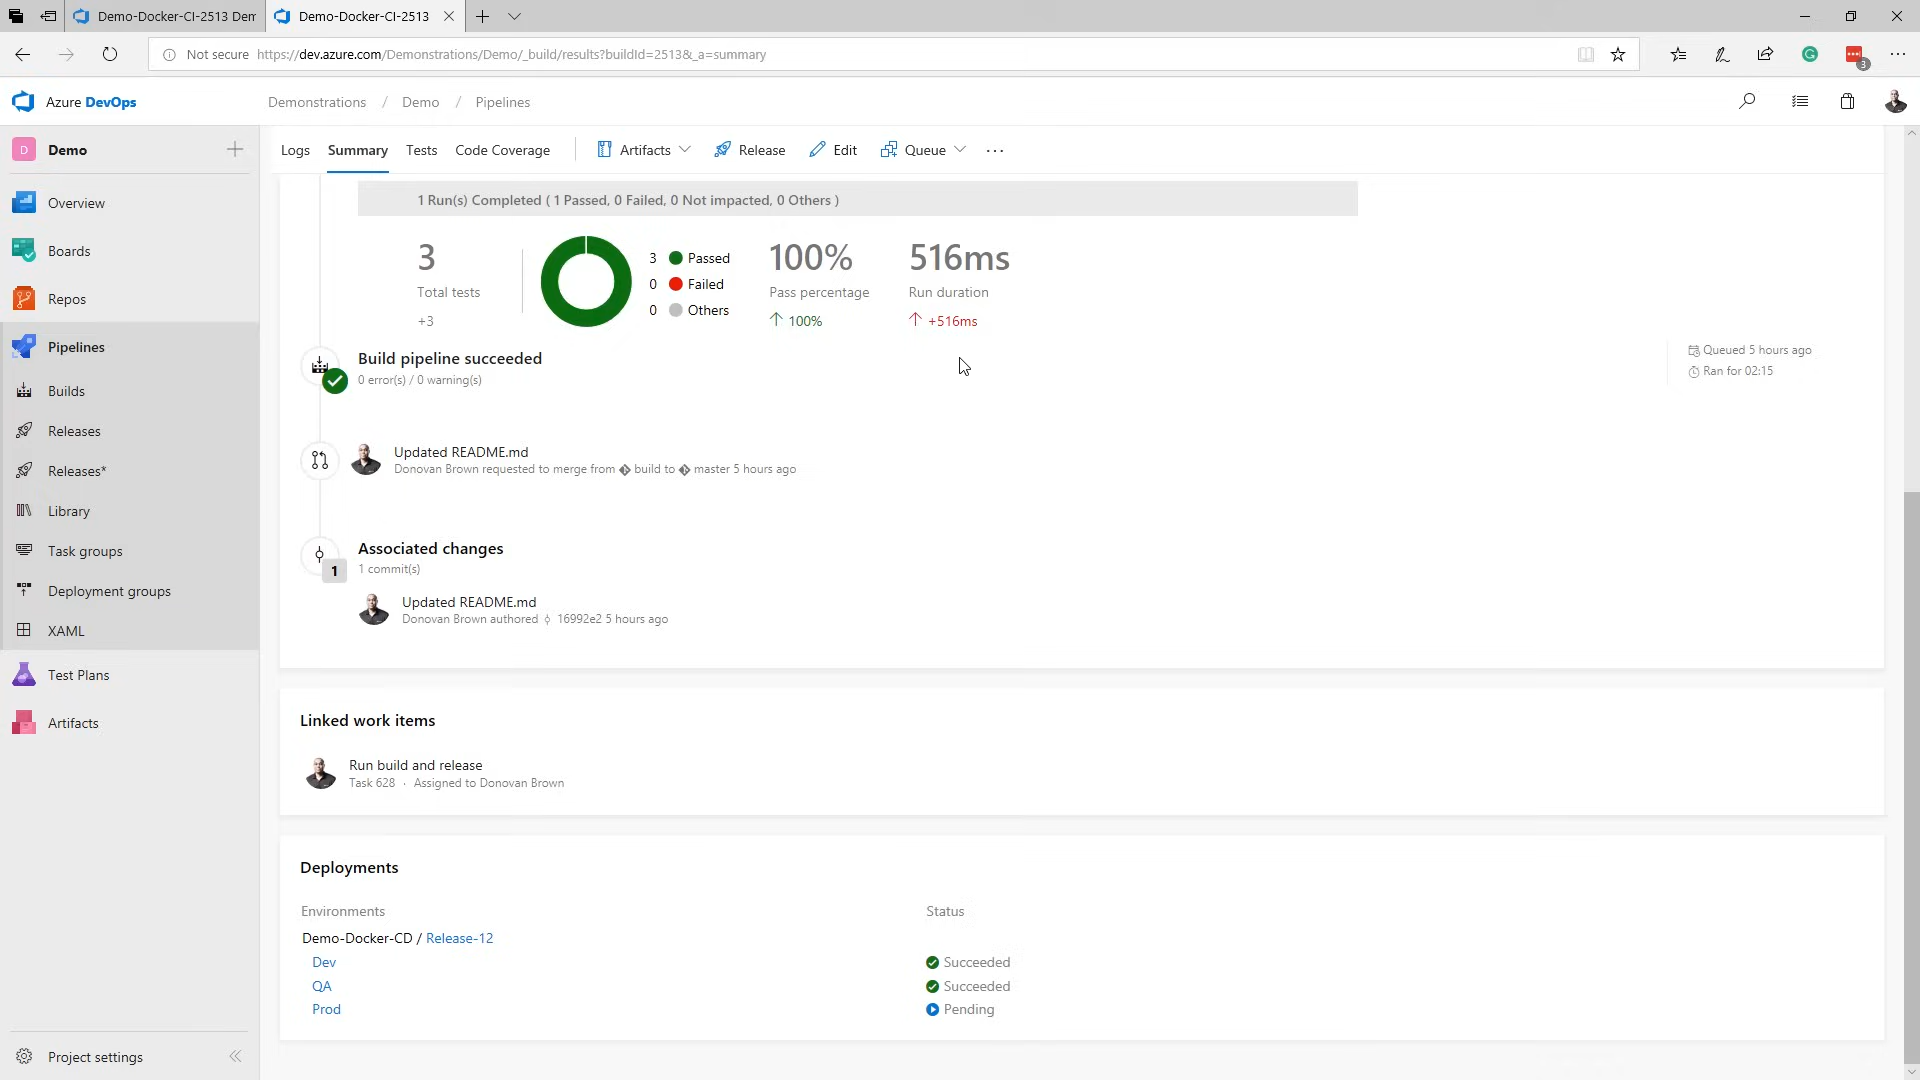 Demo-Docker-CI-2513 Dem
Demo-Docker-CI-2513
Not secure https://dev.azure.com/Demonstrations/Demo/_build/results?buildId=2513&_a=summary
3
Azure DevOps
Demonstrations / Demo / Pipelines
D Demo
Logs Summary Tests Code Coverage Artifacts Release Edit Queue ...
Overview
Boards
Repos
Pipelines
Builds
Releases
Releases*
Library
Task groups
Deployment groups
XAML
Test Plans
Artifacts
Project settings
1 Run(s) Completed ( 1 Passed, 0 Failed, 0 Not impacted, 0 Others )
3
Total tests
+3
3 Passed
0 Failed
0 Others
100%
Pass percentage
100%
516ms
Run duration
+516ms
Build pipeline succeeded
0 error(s) / 0 warning(s)
Queued 5 hours ago
Ran for 02:15
Updated README.md
Donovan Brown requested to merge from build to master 5 hours ago
1
Associated changes
1 commit(s)
Updated README.md
Donovan Brown authored 16992e2 5 hours ago
Linked work items
Run build and release
Task 628 · Assigned to Donovan Brown
Deployments
Environments Status
Demo-Docker-CD / Release-12
Dev Succeeded
QA Succeeded
Prod Pending